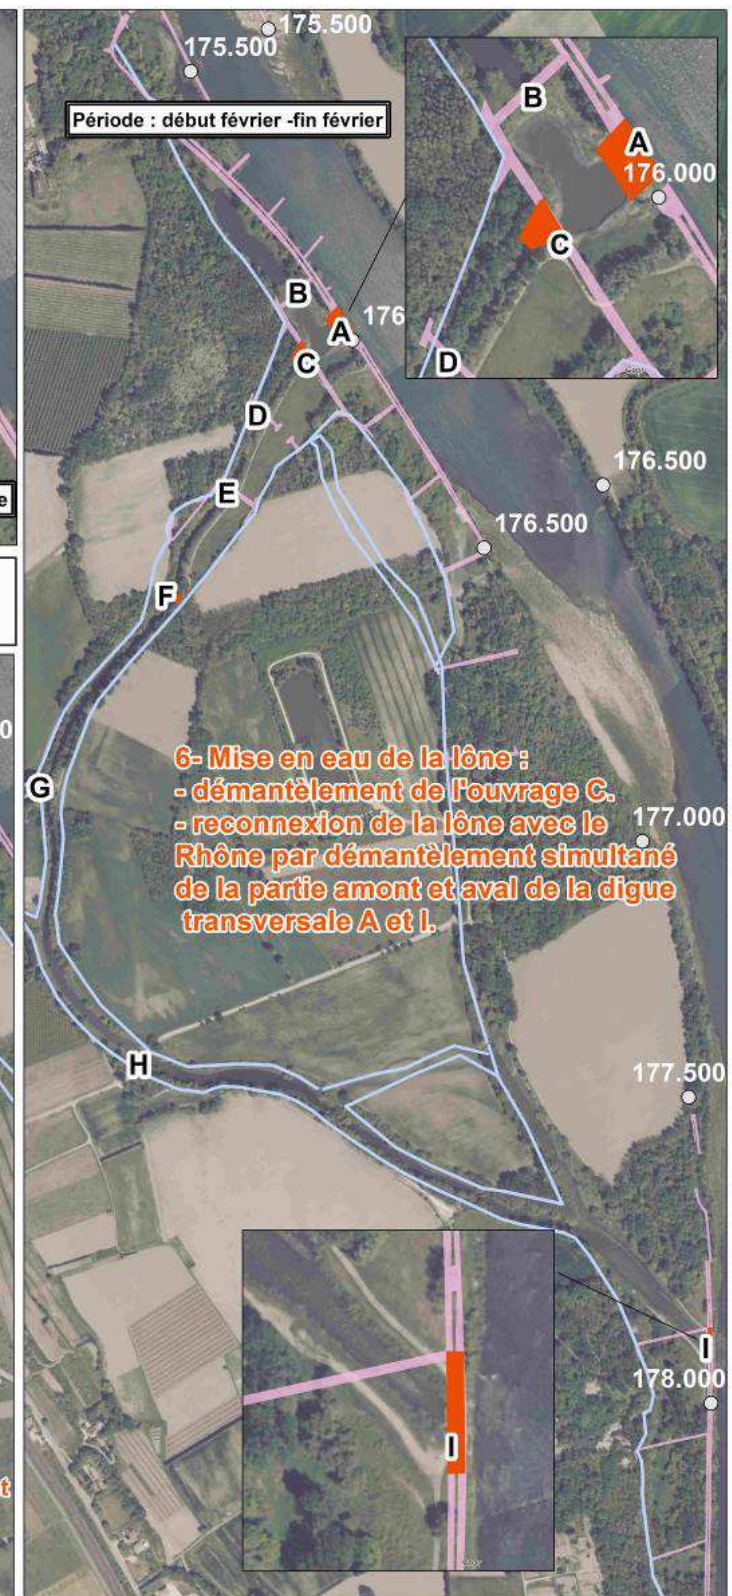 175.500
175.500
Période : début février -fin février
B
A
176.000
C
D
B
A
176
C
D
E
F
176.500
176.500
6- Mise en eau de la lône :
- démantèlement de l'ouvrage C.
- reconnexion de la lône avec le
Rhône par démantèlement simultané
de la partie amont et aval de la digue
transversale A et I.
G
177.000
H
177.500
I
178.000
I
e
0
t